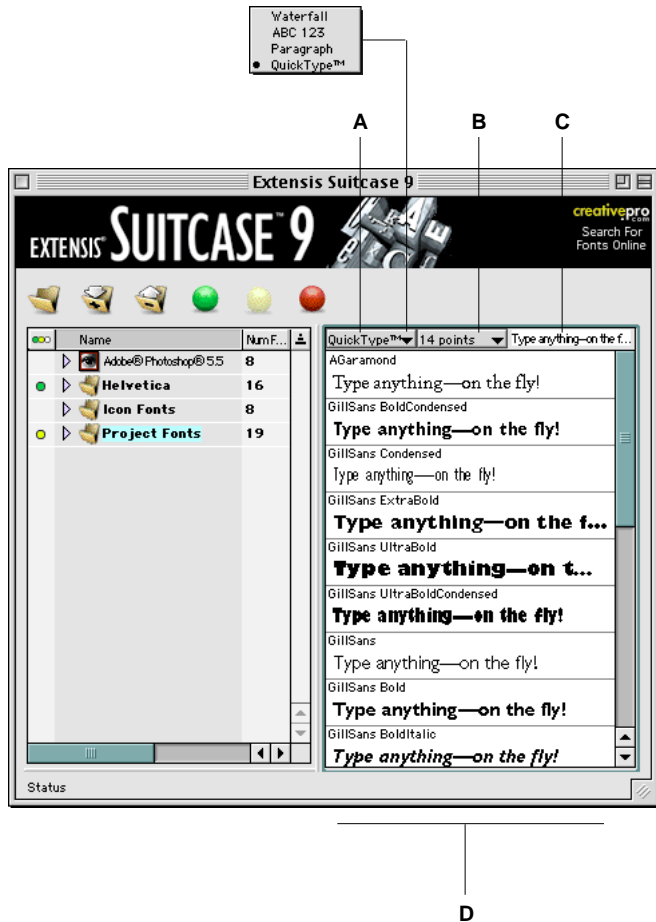 Waterfall
ABC 123
Paragraph
• QuickType™
A
B
C
Extensis Suitcase 9
EXTENSIS® SUITCASE™ 9
creativepro
.com
Search For
Fonts Online
Name NumF...
Adobe® Photoshop® 5.5 8
Helvetica 16
Icon Fonts 8
Project Fonts 19
QuickType™ 14 points Type anything—on the f...
AGaramond
Type anything—on the fly!
GillSans BoldCondensed
Type anything—on the fly!
GillSans Condensed
Type anything—on the fly!
GillSans ExtraBold
Type anything—on the f...
GillSans UltraBold
Type anything—on t...
GillSans UltraBoldCondensed
Type anything—on the fly!
GillSans
Type anything—on the fly!
GillSans Bold
Type anything—on the fly!
GillSans BoldItalic
Type anything—on the fly!
Status
D